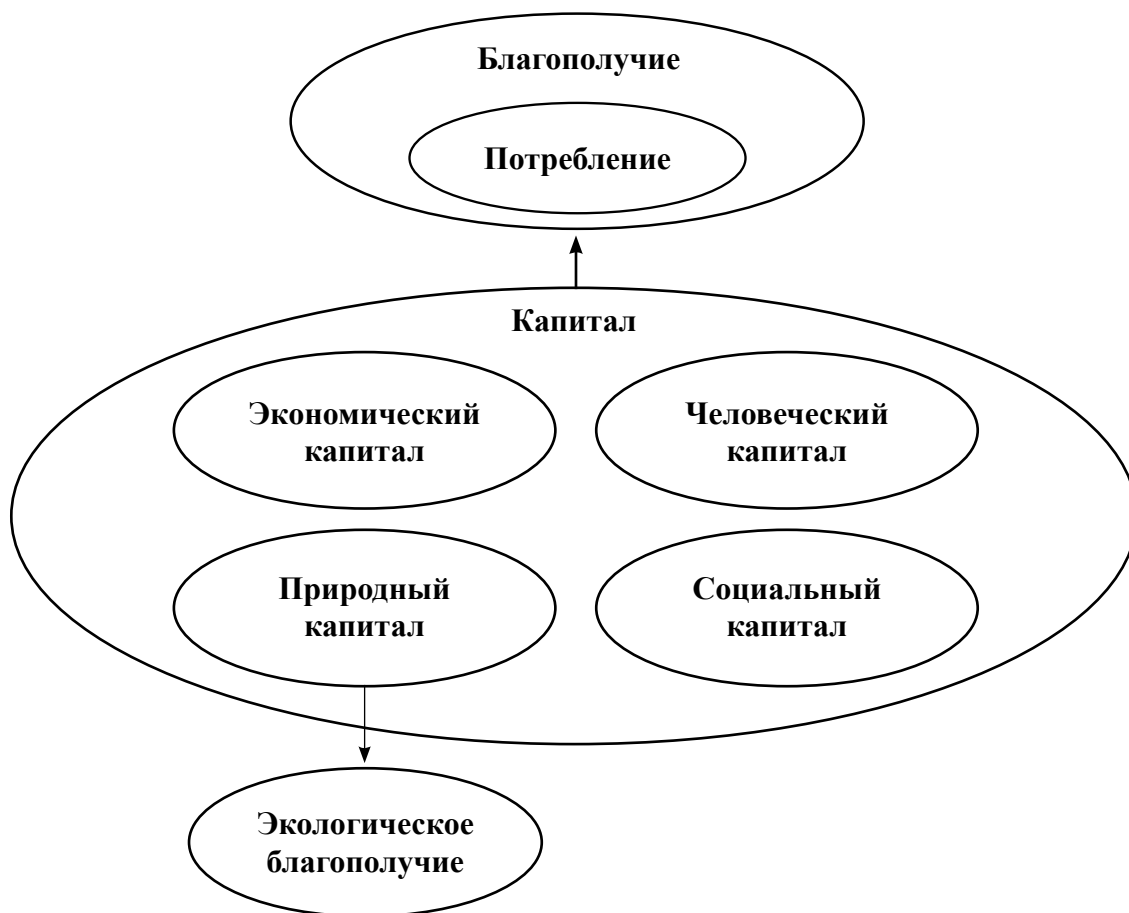 Благополучие
Потребление
Капитал
Экономический
капитал
Человеческий
капитал
Природный
капитал
Социальный
капитал
Экологическое
благополучие